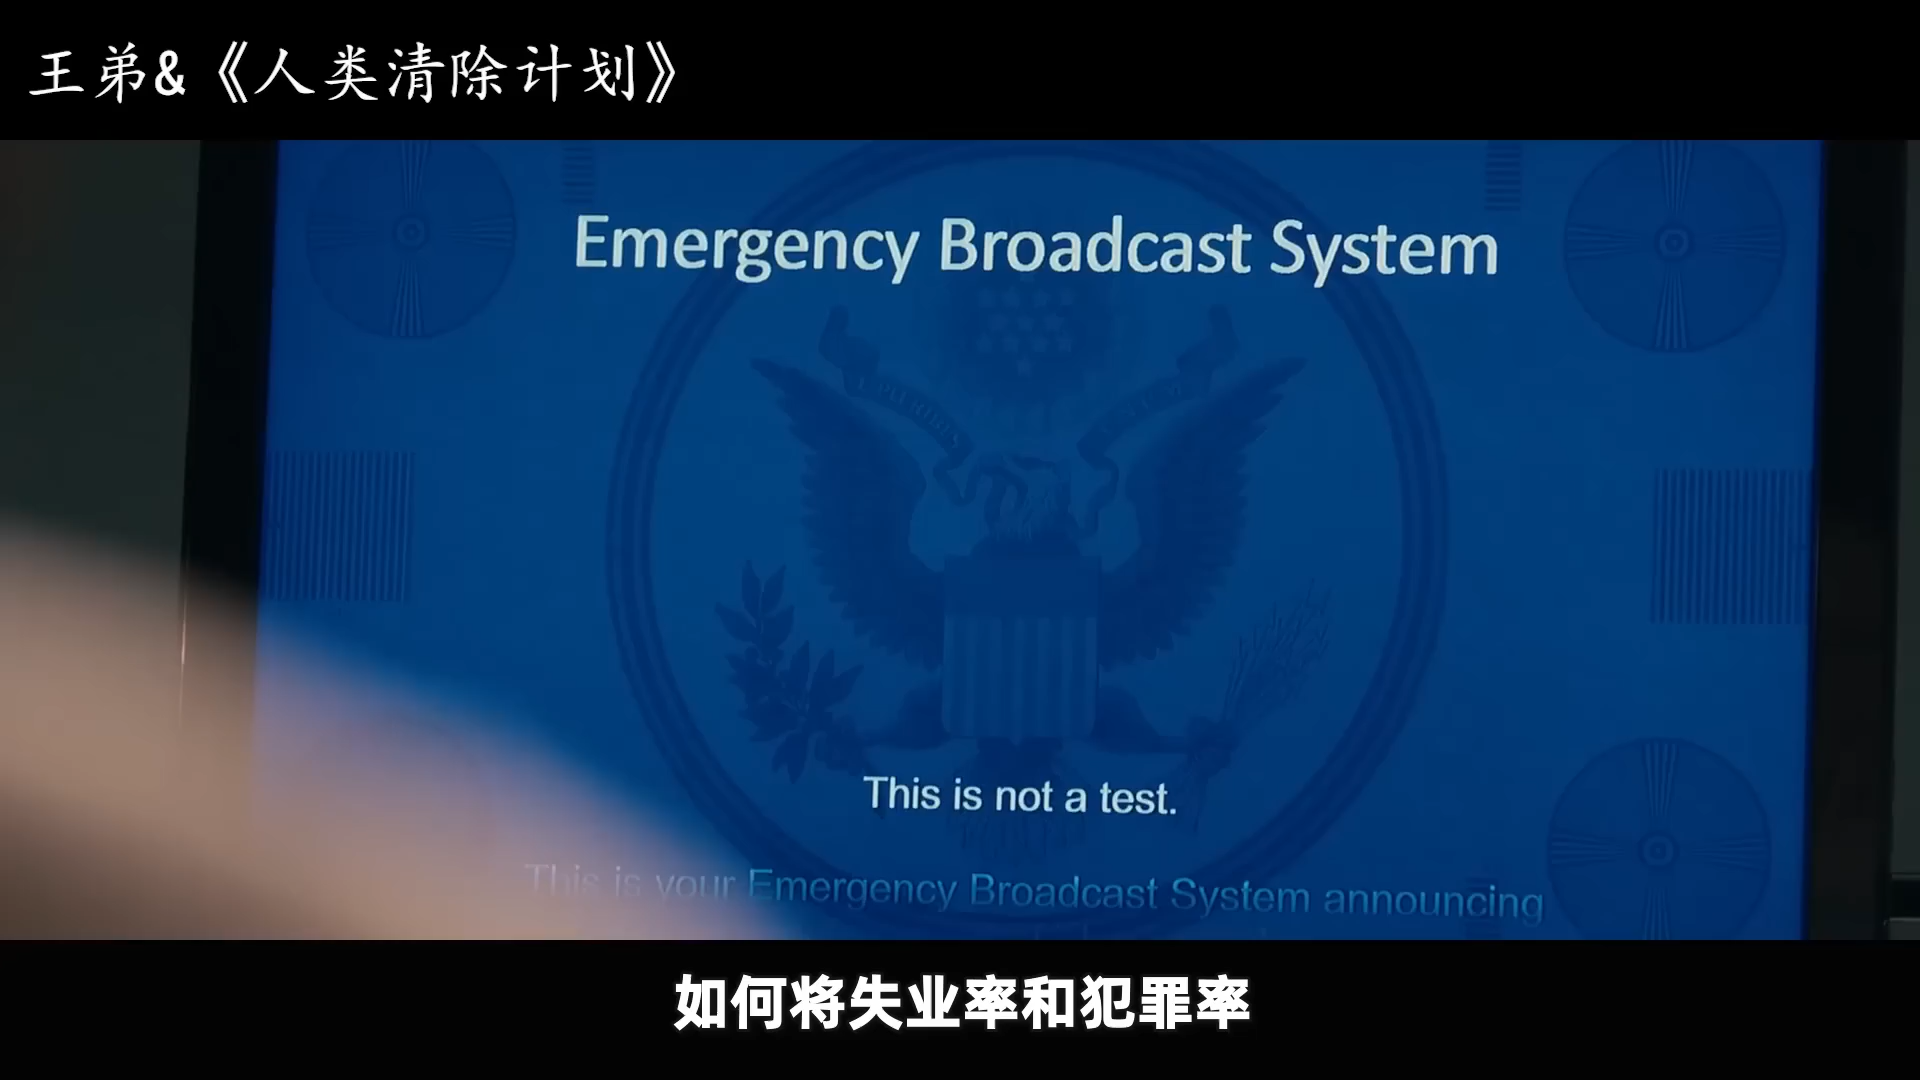 王弟&《人类清除计划》
Emergency Broadcast System
This is not a test.
This is your Emergency Broadcast System announcing
如何将失业率和犯罪率